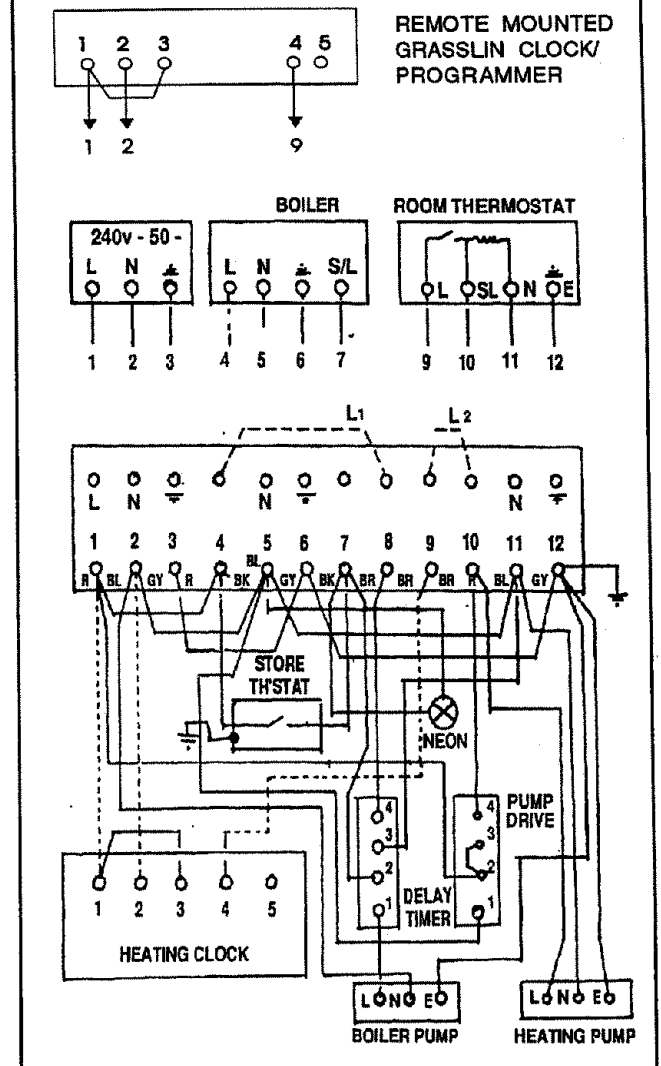 REMOTE MOUNTED
GRASSLIN CLOCK/
PROGRAMMER
1 2 3 4 5
1 2 9
BOILER ROOM THERMOSTAT
240v - 50 -
L N L N S/L
L SL N E
1 2 3 4 5 6 7 9 10 11 12
L1 L2
L N N N
1 2 3 4 5 6 7 8 9 10 11 12
BL
R BL GY R BK GY BK BR BR BR R BL GY
STORE
TH'STAT
NEON
PUMP
DRIVE
4 4
3 3
2 2
1 1
DELAY
TIMER
1 2 3 4 5
HEATING CLOCK
L N E L N E
BOILER PUMP HEATING PUMP